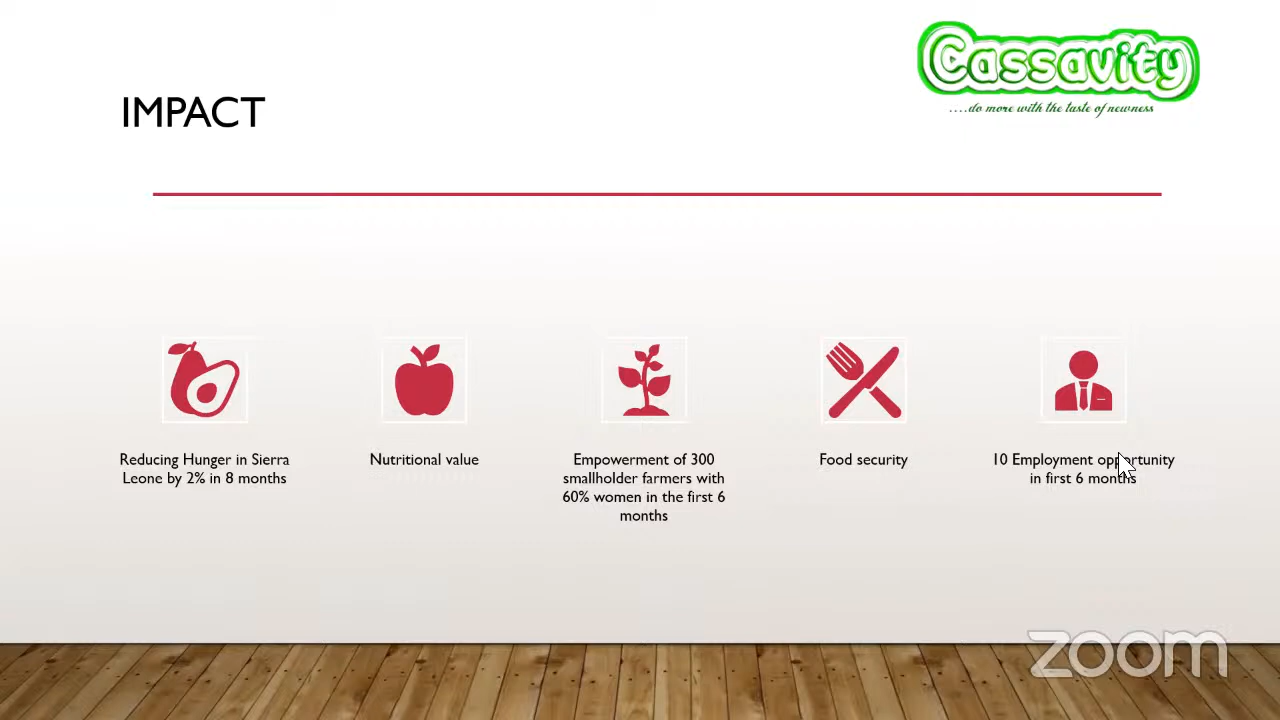 Cassavity
....do more with the taste of newness
IMPACT
Reducing Hunger in Sierra
Leone by 2% in 8 months
Nutritional value
Empowerment of 300
smallholder farmers with
60% women in the first 6
months
Food security
10 Employment opportunity
in first 6 months
zoom